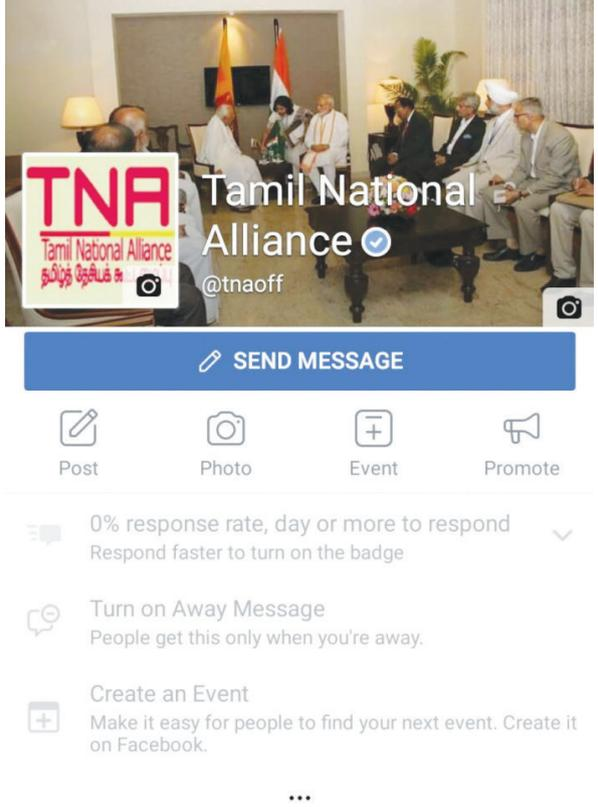 TNA
Tamil National Alliance
தமிழ்த் தேசியக் கூ
Tamil National
Alliance
@tnaoff
SEND MESSAGE
Post
Photo
Event
Promote
0% response rate, day or more to respond
Respond faster to turn on the badge
Turn on Away Message
People get this only when you're away.
Create an Event
Make it easy for people to find your next event. Create it
on Facebook.